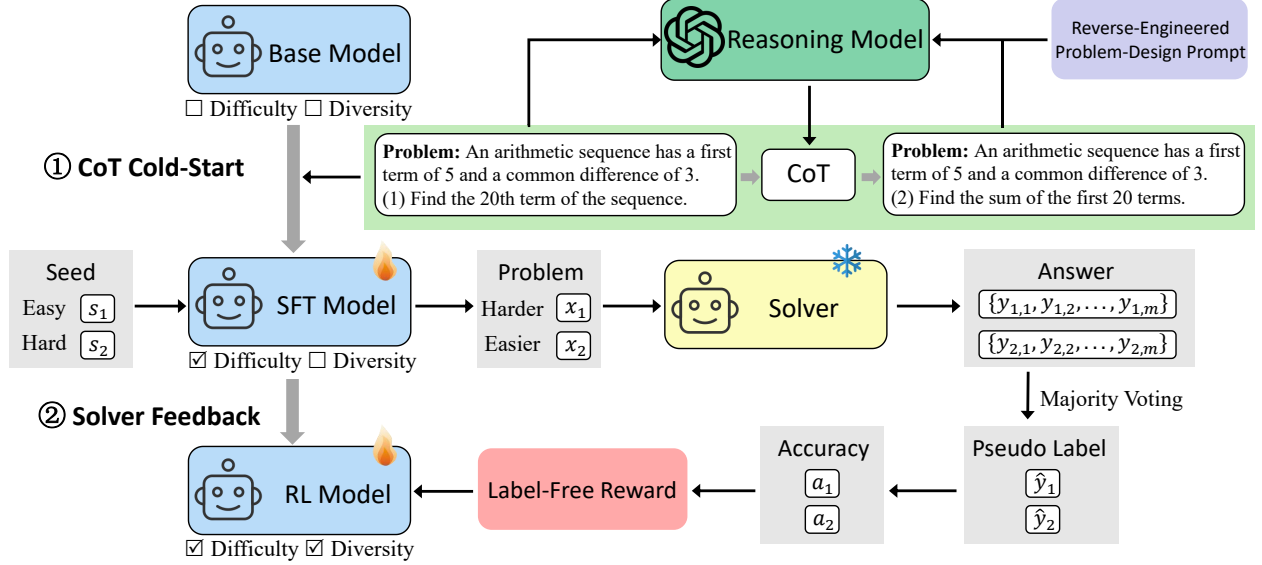 Base Model
☐ Difficulty ☐ Diversity
Reasoning Model
Reverse-Engineered
Problem-Design Prompt
① CoT Cold-Start
Problem: An arithmetic sequence has a first
term of 5 and a common difference of 3.
(1) Find the 20th term of the sequence.
CoT
Problem: An arithmetic sequence has a first
term of 5 and a common difference of 3.
(2) Find the sum of the first 20 terms.
Seed
Easy s₁
Hard s₂
SFT Model
☑ Difficulty ☐ Diversity
Problem
Harder x₁
Easier x₂
Solver
Answer
{y₁,₁, y₁,₂, . . . , y₁,ₘ}
{y₂,₁, y₂,₂, . . . , y₂,ₘ}
Majority Voting
② Solver Feedback
RL Model
☑ Difficulty ☑ Diversity
Label-Free Reward
Accuracy
a₁
a₂
Pseudo Label
ŷ₁
ŷ₂